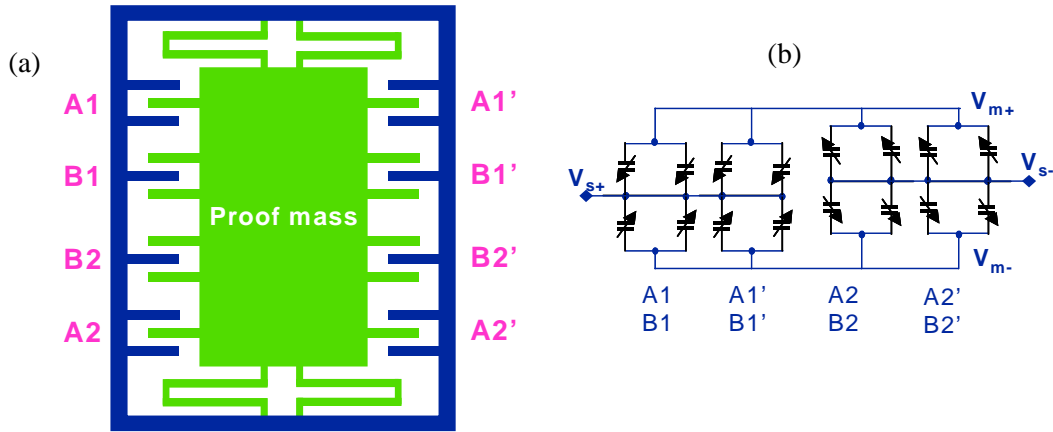 (a)
A1
B1
B2
A2
Proof mass
A1’
B1’
B2’
A2’
(b)
Vm+
Vs+
Vs-
Vm-
A1 A1’ A2 A2’
B1 B1’ B2 B2’